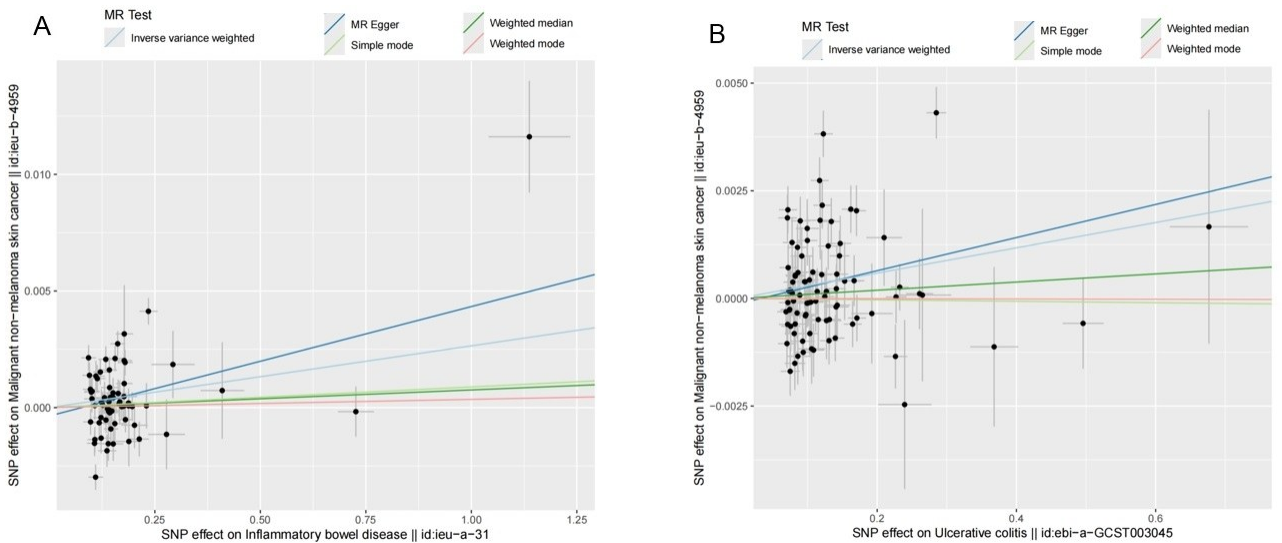 A
MR Test
Inverse variance weighted
MR Egger
Simple mode
Weighted median
Weighted mode
SNP effect on Malignant non−melanoma skin cancer || id:ieu−b−4959
0.010
0.005
0.000
0.25
0.50
0.75
1.00
1.25
SNP effect on Inflammatory bowel disease || id:ieu−a−31
B
MR Test
Inverse variance weighted
MR Egger
Simple mode
Weighted median
Weighted mode
SNP effect on Malignant non−melanoma skin cancer || id:ieu−b−4959
0.0050
0.0025
0.0000
−0.0025
0.2
0.4
0.6
SNP effect on Ulcerative colitis || id:ebi−a−GCST003045